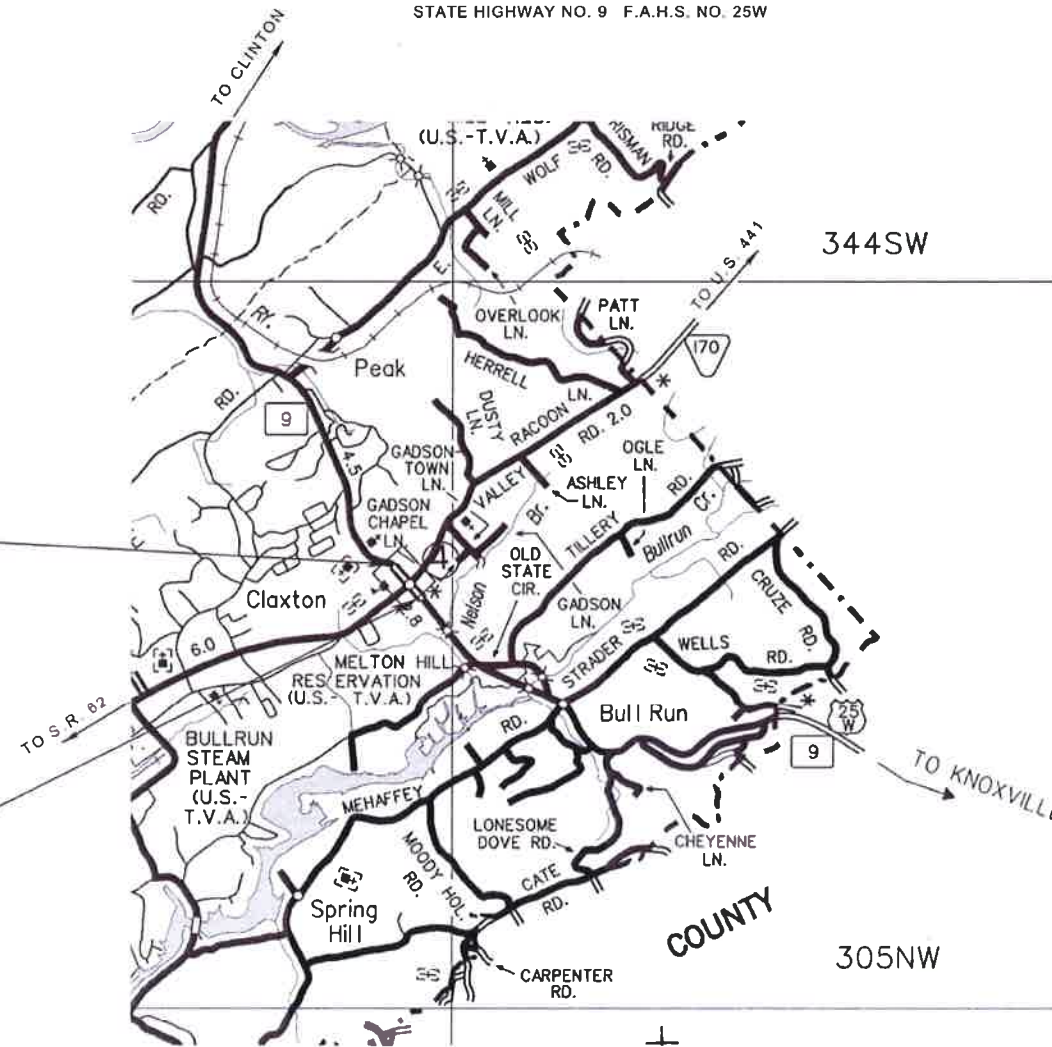 STATE HIGHWAY NO. 9 F.A.H.S. NO. 25W
TO CLINTON
(U.S.-T.V.A.)
RISMAN
RIDGE
RD.
WOLF
RD.
RD.
MILL
LN.
344SW
TO U.S. 441
E.
OVERLOOK
LN.
PATT
LN.
RY.
170
Peak
HERRELL
LN.
RD.
9
DUSTY
LN.
RACOON
RD. 2.0
OGLE
LN.
4.5
GADSON
TOWN
LN.
VALLEY
ASHLEY
LN.
RD.
Cr.
GADSON
CHAPEL
LN.
Br.
TILLERY
Bullrun
4
OLD
STATE
CIR.
RD.
CRUZE
RD.
Claxton
2.8
Nelson
GADSON
LN.
6.0
STRADER
WELLS
RD.
MELTON HILL
RESERVATION
(U.S.- T.V.A.)
TO S.R. 62
RD.
Bull Run
25
W
BULLRUN
STEAM
PLANT
(U.S.-
T.V.A.)
9
TO KNOXVILLE
MEHAFFEY
LONESOME
DOVE RD.
CHEYENNE
LN.
MOODY HOL.
RD.
CATE
RD.
Spring
Hill
COUNTY
305NW
CARPENTER
RD.